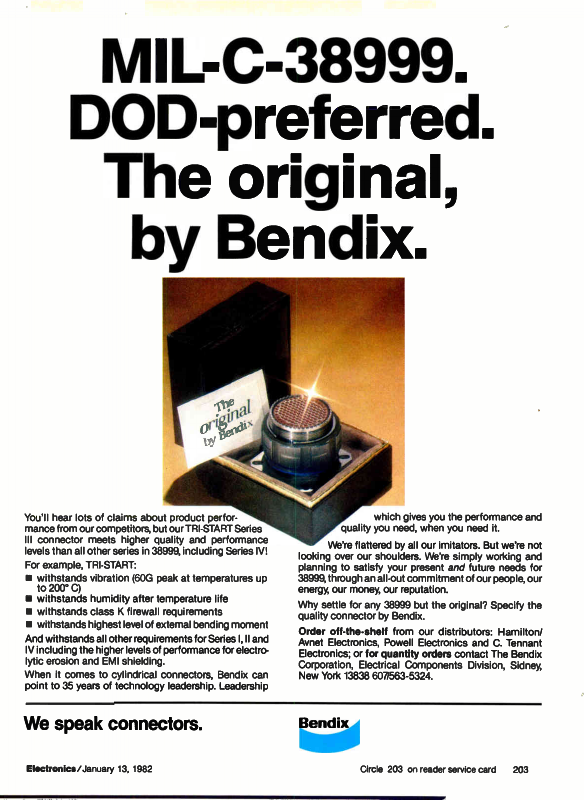 MIL-C-38999.
DOD-preferred.
The original,
by Bendix.
The
original
by Bendix
You'll hear lots of claims about product perfor-
mance from our competitors, but our TRI-START Series
III connector meets higher quality and performance
levels than all other series in 38999, including Series IV!
For example, TRI-START:
■ withstands vibration (60G peak at temperatures up
to 200° C)
■ withstands humidity after temperature life
■ withstands class K firewall requirements
■ withstands highest level of external bending moment
And withstands all other requirements for Series I, II and
IV including the higher levels of performance for electro-
lytic erosion and EMI shielding.
When it comes to cylindrical connectors, Bendix can
point to 35 years of technology leadership. Leadership
which gives you the performance and
quality you need, when you need it.
We're flattered by all our imitators. But we're not
looking over our shoulders. We're simply working and
planning to satisfy your present and future needs for
38999, through an all-out commitment of our people, our
energy, our money, our reputation.
Why settle for any 38999 but the original? Specify the
quality connector by Bendix.
Order off-the-shelf from our distributors: Hamilton/
Avnet Electronics, Powell Electronics and C. Tennant
Electronics; or for quantity orders contact The Bendix
Corporation, Electrical Components Division, Sidney,
New York 13838 607/563-5324.
We speak connectors.
Bendix
Electronics/January 13, 1982
Circle 203 on reader service card 203